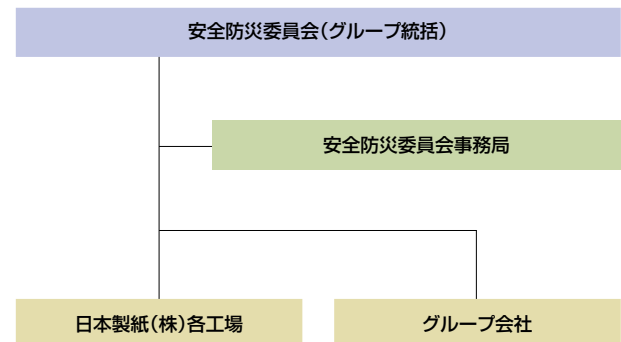 安全防災委員会(グループ統括)
安全防災委員会事務局
日本製紙(株)各工場
グループ会社